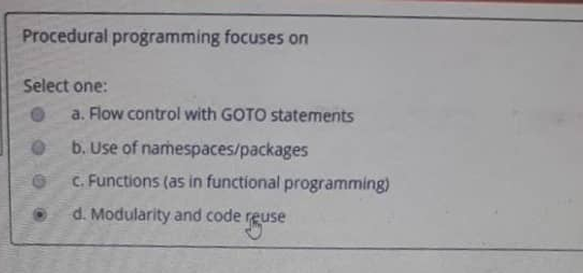 Procedural programming focuses on
Select one:
a. Flow control with GOTO statements
b. Use of namespaces/packages
c. Functions (as in functional programming)
d. Modularity and code reuse